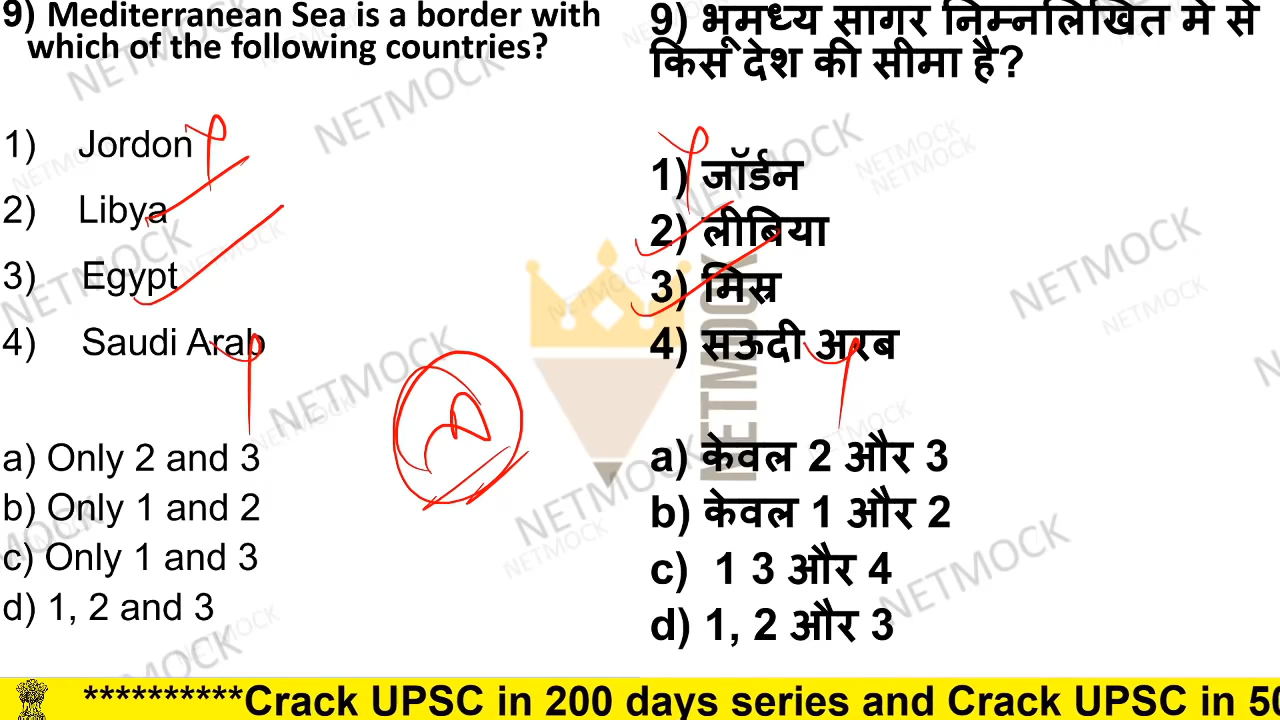 9) Mediterranean Sea is a border with
which of the following countries?
1) Jordon
2) Libya
3) Egypt
4) Saudi Arab
a) Only 2 and 3
b) Only 1 and 2
c) Only 1 and 3
d) 1, 2 and 3
9) भूमध्य सागर निम्नलिखित मे से
किस देश की सीमा है?
1) जॉर्डन
2) लीबिया
3) मिस्र
4) सऊदी अरब
a) केवल 2 और 3
b) केवल 1 और 2
c) 1 3 और 4
d) 1, 2 और 3
NETMOCK
**********Crack UPSC in 200 days series and Crack UPSC in 50